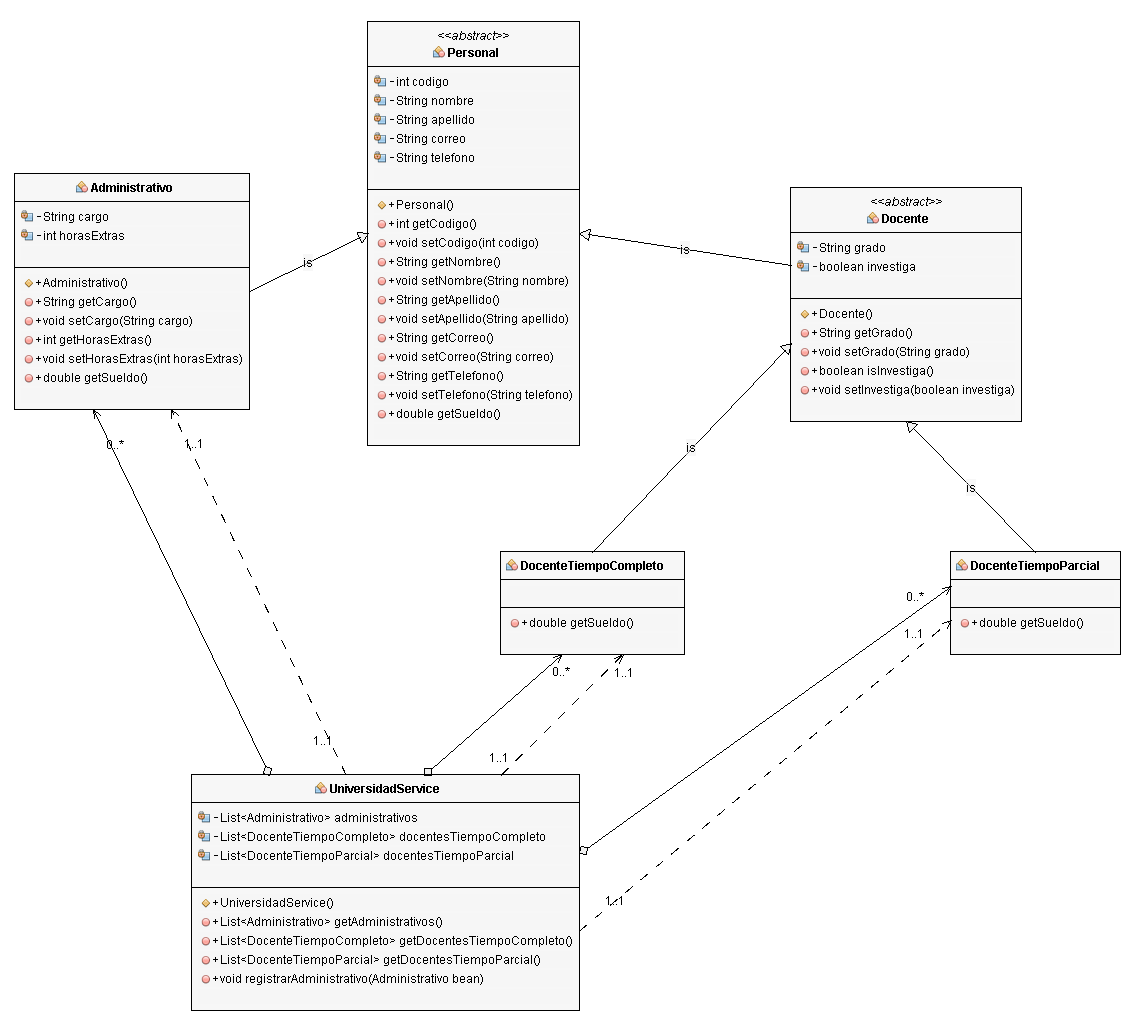 <<abstract>>
Personal
- int codigo
- String nombre
- String apellido
- String correo
- String telefono
+ Personal()
+ int getCodigo()
+ void setCodigo(int codigo)
+ String getNombre()
+ void setNombre(String nombre)
+ String getApellido()
+ void setApellido(String apellido)
+ String getCorreo()
+ void setCorreo(String correo)
+ String getTelefono()
+ void setTelefono(String telefono)
+ double getSueldo()
Administrativo
- String cargo
- int horasExtras
+ Administrativo()
+ String getCargo()
+ void setCargo(String cargo)
+ int getHorasExtras()
+ void setHorasExtras(int horasExtras)
+ double getSueldo()
is
is
<<abstract>>
Docente
- String grado
- boolean investiga
+ Docente()
+ String getGrado()
+ void setGrado(String grado)
+ boolean isInvestiga()
+ void setInvestiga(boolean investiga)
0..*
1..1
is
is
DocenteTiempoCompleto
+ double getSueldo()
DocenteTiempoParcial
+ double getSueldo()
0..*
1..1
0..*
1..1
1..1
1..1
UniversidadService
- List<Administrativo> administrativos
- List<DocenteTiempoCompleto> docentesTiempoCompleto
- List<DocenteTiempoParcial> docentesTiempoParcial
+ UniversidadService()
+ List<Administrativo> getAdministrativos()
+ List<DocenteTiempoCompleto> getDocentesTiempoCompleto()
+ List<DocenteTiempoParcial> getDocentesTiempoParcial()
+ void registrarAdministrativo(Administrativo bean)
1..1